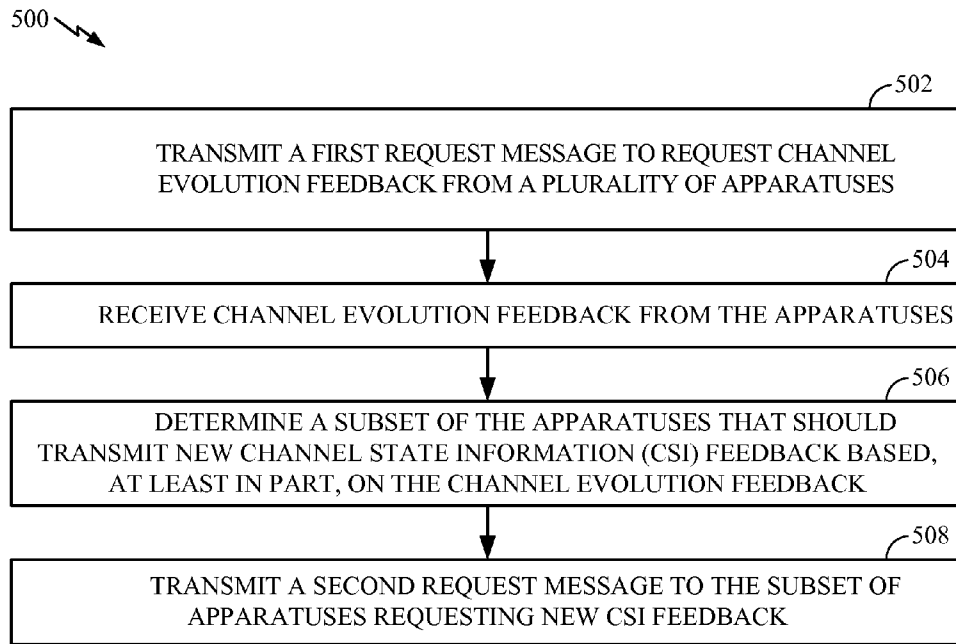 500
502
TRANSMIT A FIRST REQUEST MESSAGE TO REQUEST CHANNEL
EVOLUTION FEEDBACK FROM A PLURALITY OF APPARATUSES
504
RECEIVE CHANNEL EVOLUTION FEEDBACK FROM THE APPARATUSES
506
DETERMINE A SUBSET OF THE APPARATUSES THAT SHOULD
TRANSMIT NEW CHANNEL STATE INFORMATION (CSI) FEEDBACK BASED,
AT LEAST IN PART, ON THE CHANNEL EVOLUTION FEEDBACK
508
TRANSMIT A SECOND REQUEST MESSAGE TO THE SUBSET OF
APPARATUSES REQUESTING NEW CSI FEEDBACK